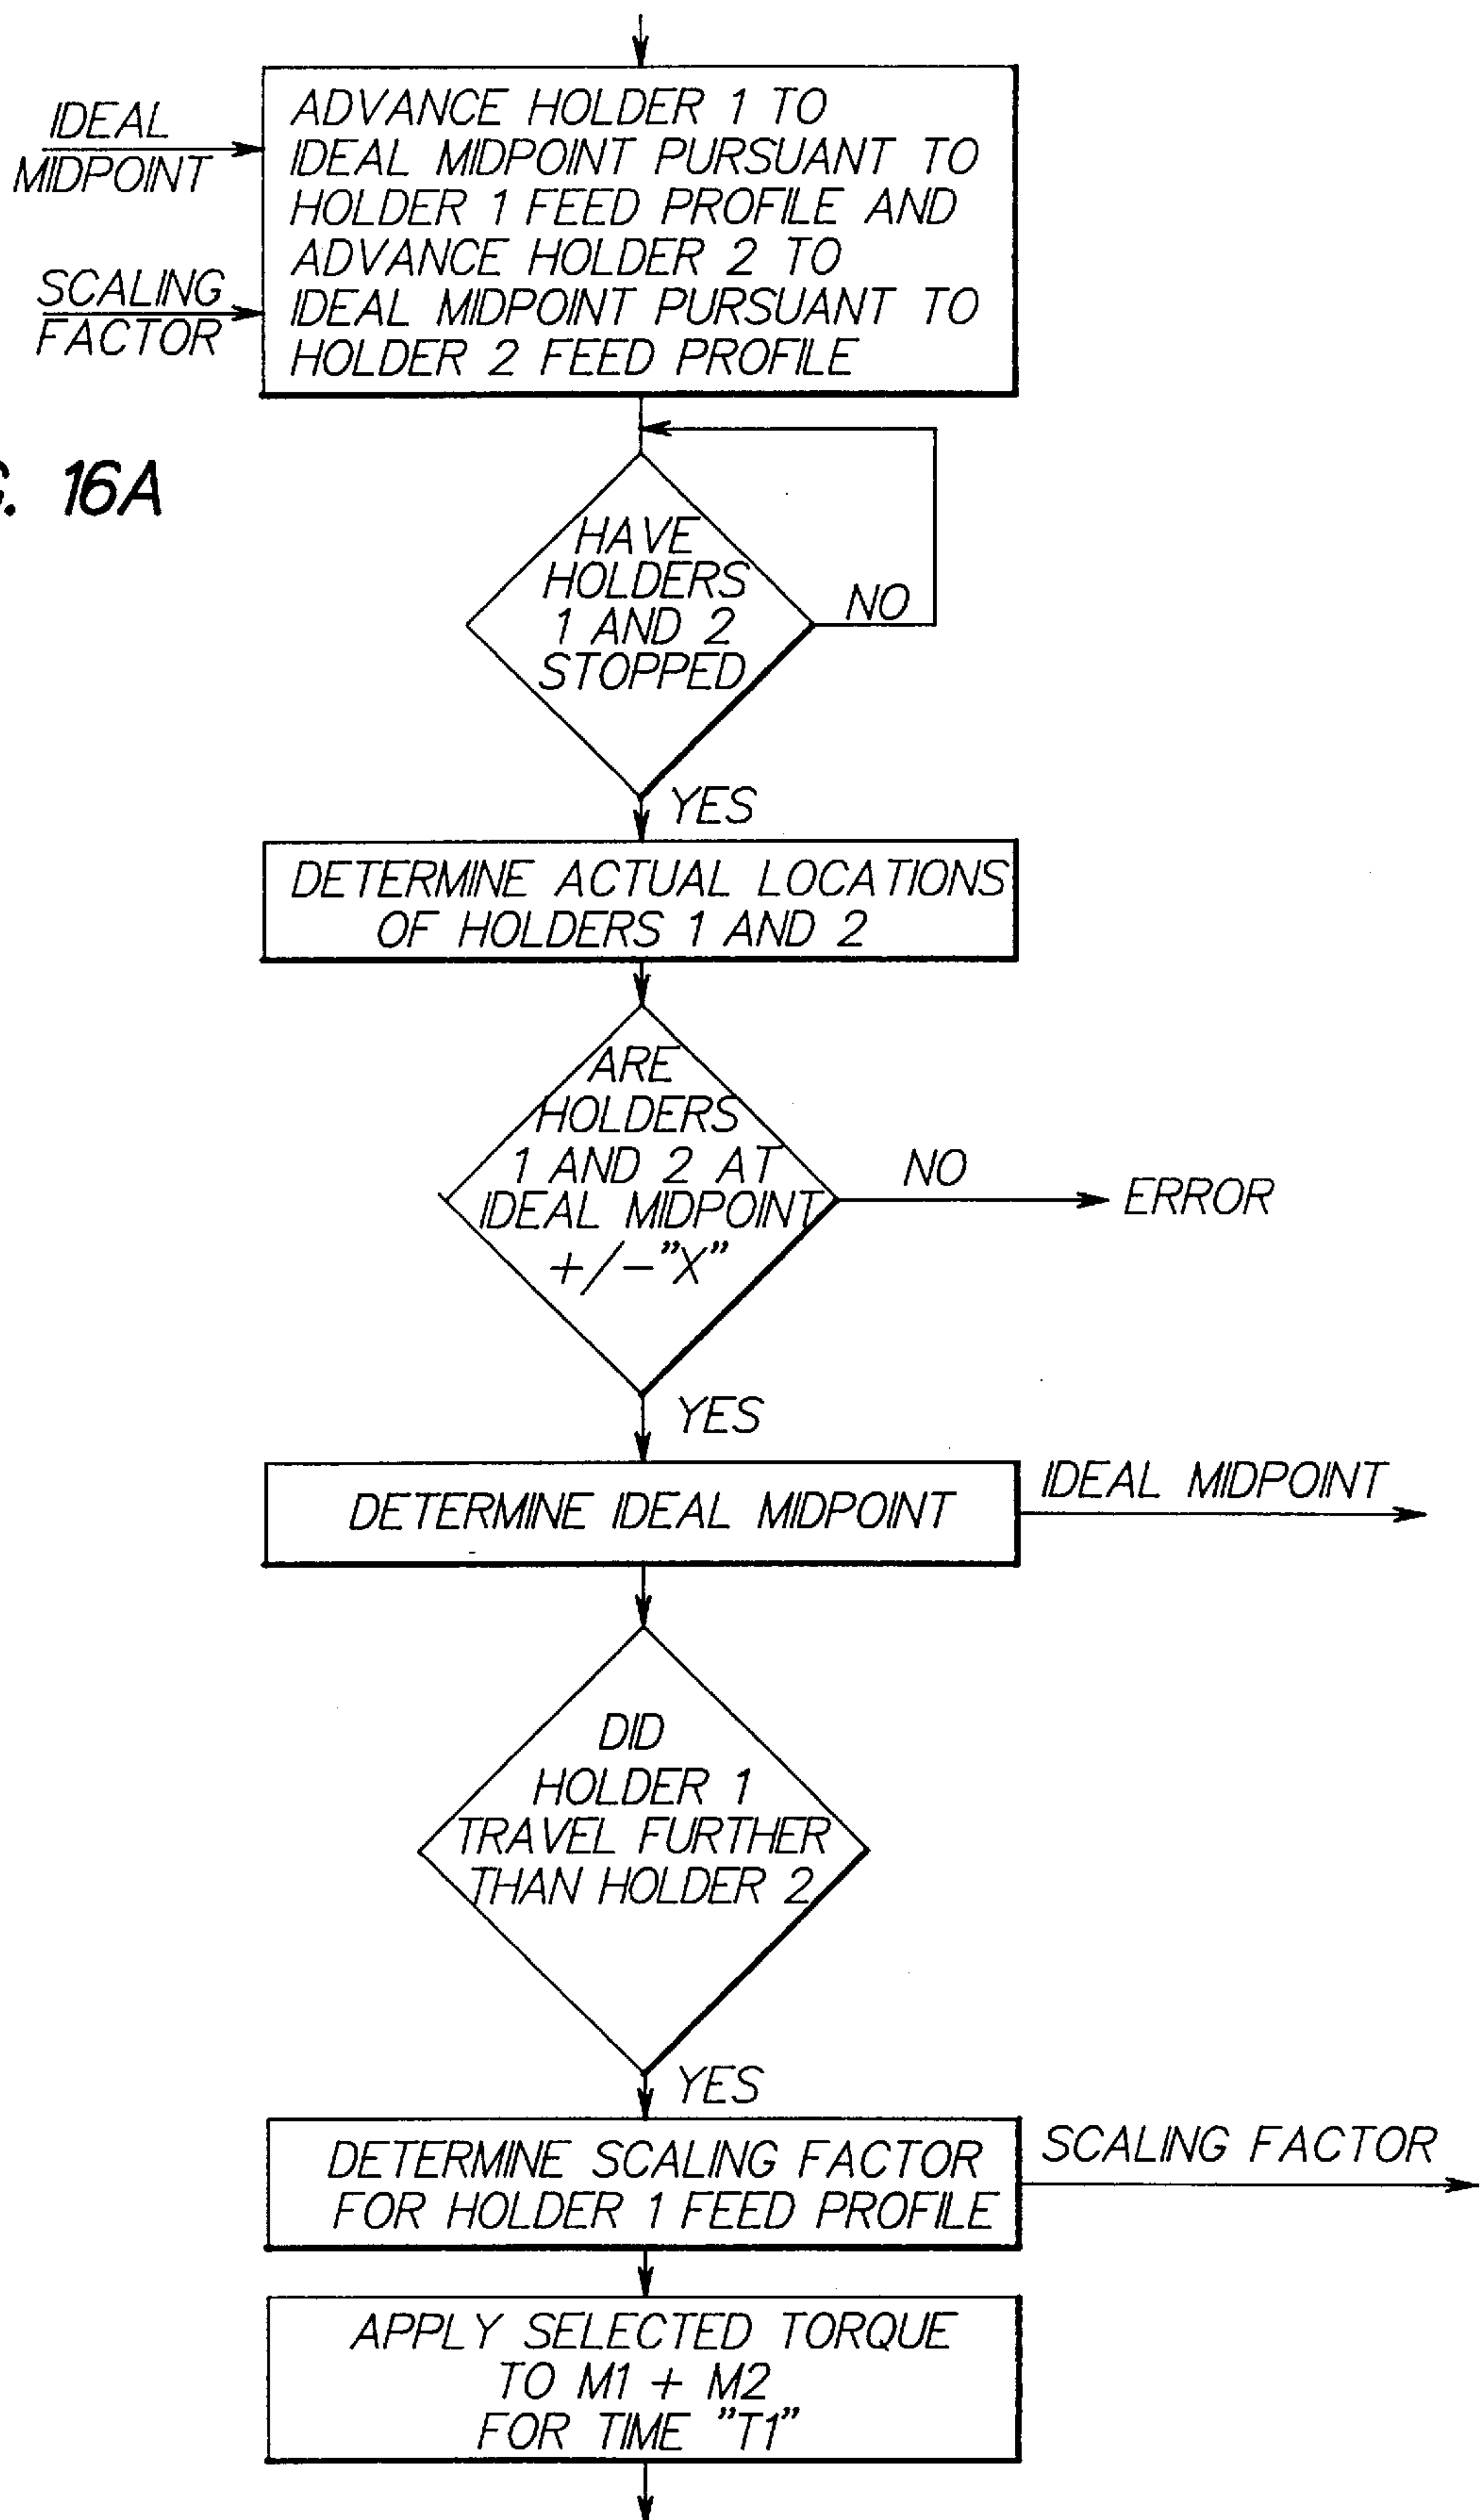 IDEAL
MIDPOINT
SCALING
FACTOR
ADVANCE HOLDER 1 TO
IDEAL MIDPOINT PURSUANT TO
HOLDER 1 FEED PROFILE AND
ADVANCE HOLDER 2 TO
IDEAL MIDPOINT PURSUANT TO
HOLDER 2 FEED PROFILE
G. 16A
HAVE
HOLDERS
1 AND 2
STOPPED
NO
YES
DETERMINE ACTUAL LOCATIONS
OF HOLDERS 1 AND 2
ARE
HOLDERS
1 AND 2 AT
IDEAL MIDPOINT
+/-"X"
NO
ERROR
YES
DETERMINE IDEAL MIDPOINT
IDEAL MIDPOINT
DID
HOLDER 1
TRAVEL FURTHER
THAN HOLDER 2
YES
DETERMINE SCALING FACTOR
FOR HOLDER 1 FEED PROFILE
SCALING FACTOR
APPLY SELECTED TORQUE
TO M1 + M2
FOR TIME "T1"